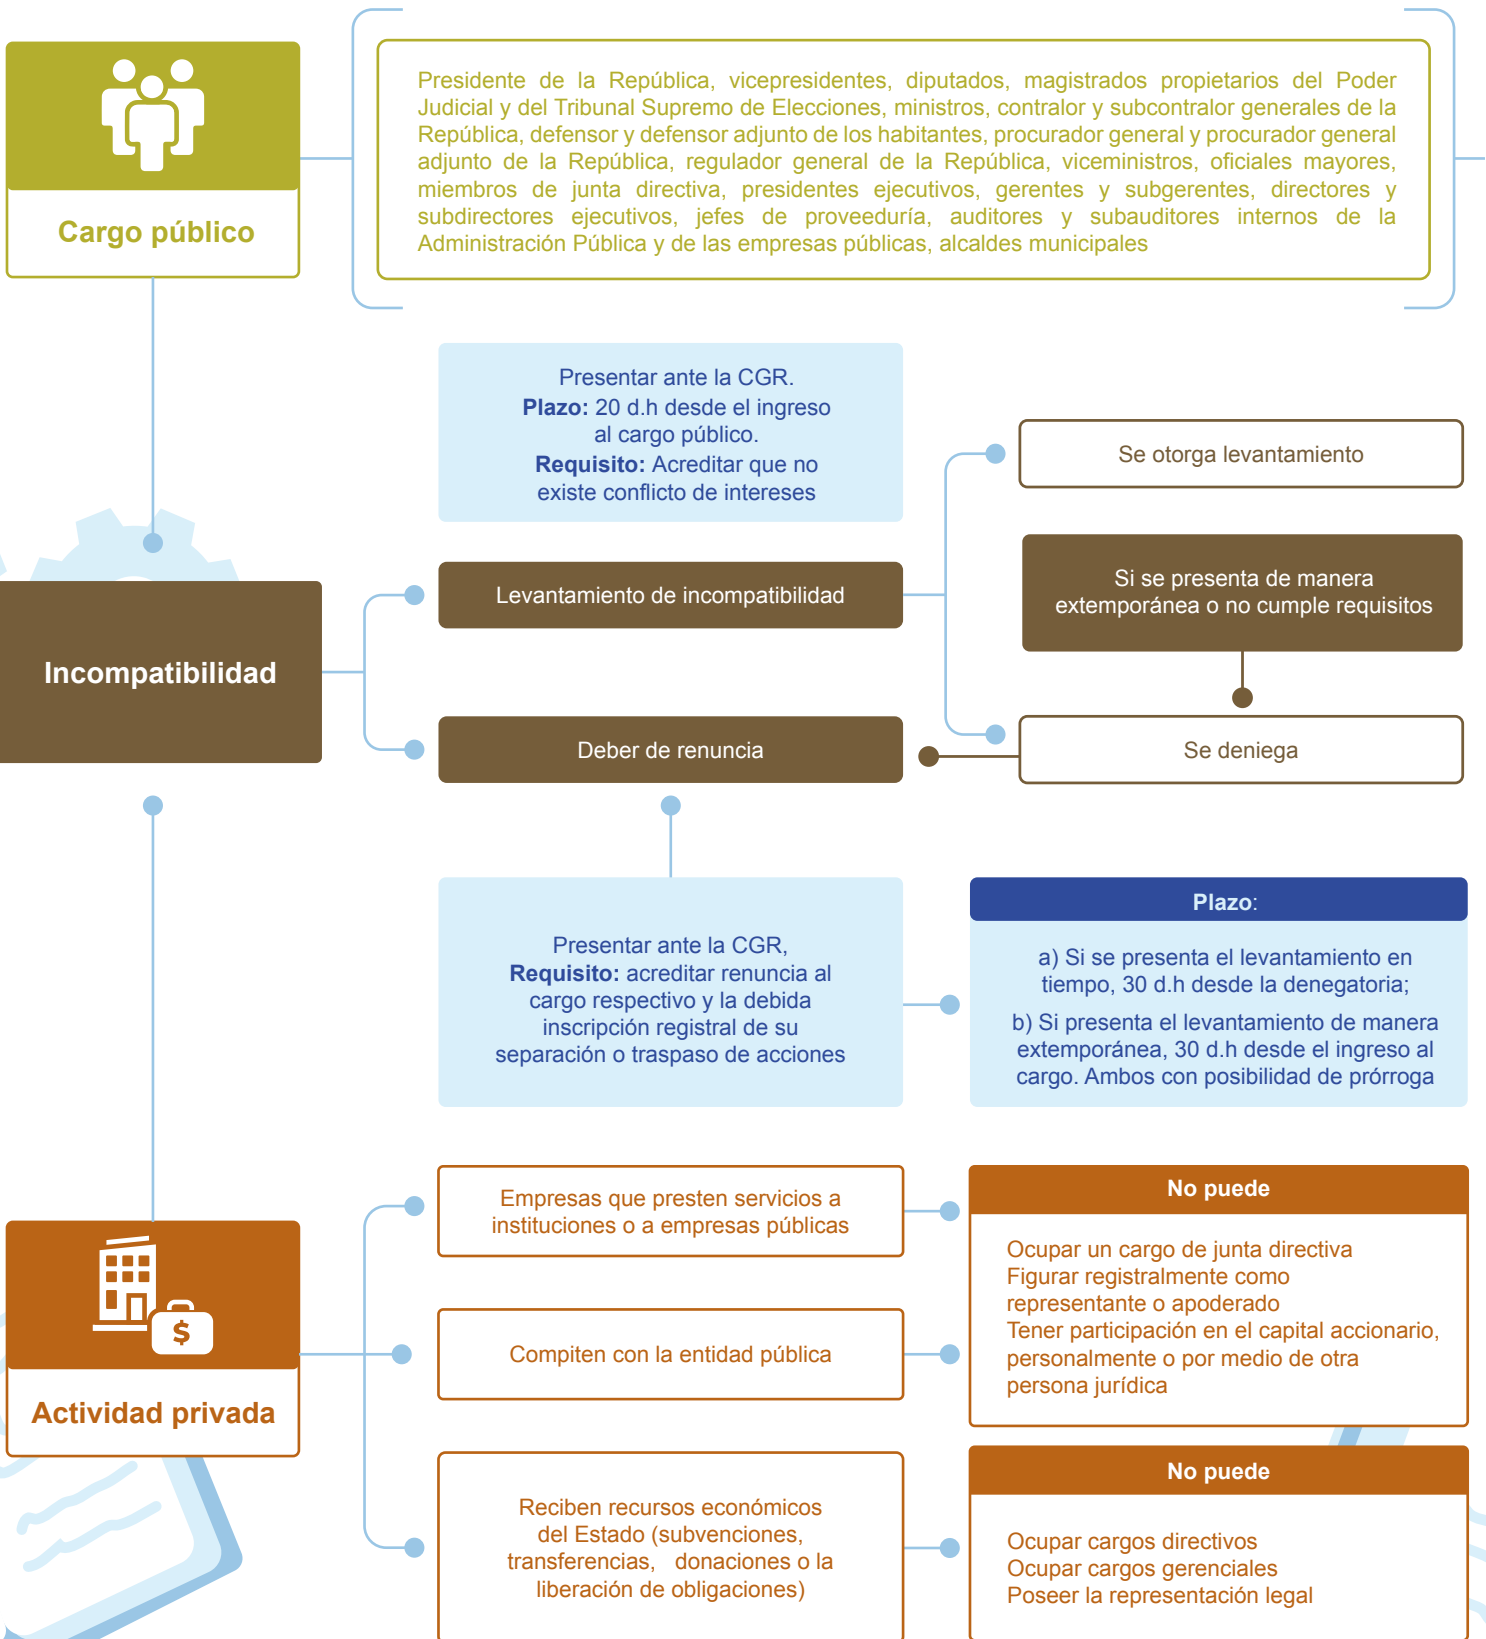 Cargo público
Presidente de la República, vicepresidentes, diputados, magistrados propietarios del Poder
Judicial y del Tribunal Supremo de Elecciones, ministros, contralor y subcontralor generales de la
República, defensor y defensor adjunto de los habitantes, procurador general y procurador general
adjunto de la República, regulador general de la República, viceministros, oficiales mayores,
miembros de junta directiva, presidentes ejecutivos, gerentes y subgerentes, directores y
subdirectores ejecutivos, jefes de proveeduría, auditores y subauditores internos de la
Administración Pública y de las empresas públicas, alcaldes municipales
Presentar ante la CGR.
Plazo: 20 d.h desde el ingreso
al cargo público.
Requisito: Acreditar que no
existe conflicto de intereses
Se otorga levantamiento
Incompatibilidad
Levantamiento de incompatibilidad
Si se presenta de manera
extemporánea o no cumple requisitos
Deber de renuncia
Se deniega
Presentar ante la CGR,
Requisito: acreditar renuncia al
cargo respectivo y la debida
inscripción registral de su
separación o traspaso de acciones
Plazo:
a) Si se presenta el levantamiento en
tiempo, 30 d.h desde la denegatoria;
b) Si presenta el levantamiento de manera
extemporánea, 30 d.h desde el ingreso al
cargo. Ambos con posibilidad de prórroga
$
Actividad privada
Empresas que presten servicios a
instituciones o a empresas públicas
Compiten con la entidad pública
No puede
Ocupar un cargo de junta directiva
Figurar registralmente como
representante o apoderado
Tener participación en el capital accionario,
personalmente o por medio de otra
persona jurídica
Reciben recursos económicos
del Estado (subvenciones,
transferencias, donaciones o la
liberación de obligaciones)
No puede
Ocupar cargos directivos
Ocupar cargos gerenciales
Poseer la representación legal